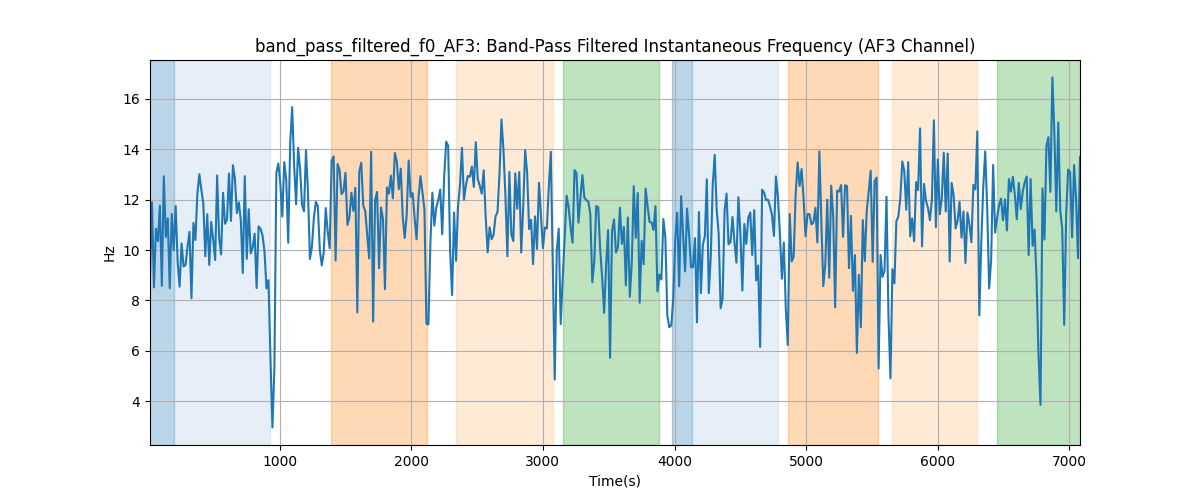 band_pass_filtered_f0_AF3: Band-Pass Filtered Instantaneous Frequency (AF3 Channel)
16
14
12
10
8
6
4
Hz
1000 2000 3000 4000 5000 6000 7000
Time(s)